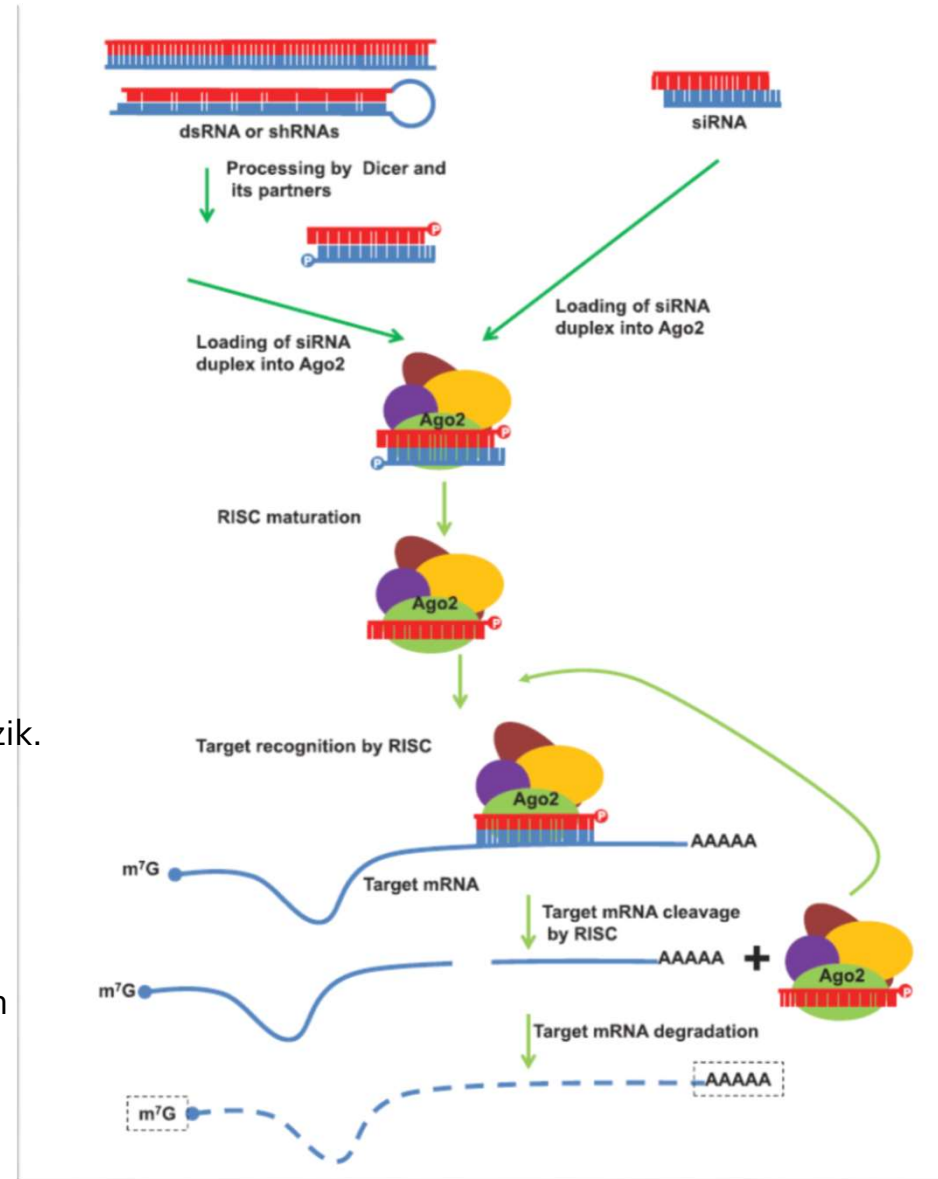 dsRNA or shRNAs
siRNA
Processing by Dicer and
its partners
P
P
Loading of siRNA
duplex into Ago2
Loading of siRNA
duplex into Ago2
Ago2
P
P
RISC maturation
Ago2
P
zik.
Target recognition by RISC
Ago2
P
AAAAA
m⁷G
Target mRNA
Target mRNA cleavage
by RISC
AAAAA
+
Ago2
P
m⁷G
n
Target mRNA degradation
AAAAA
m⁷G